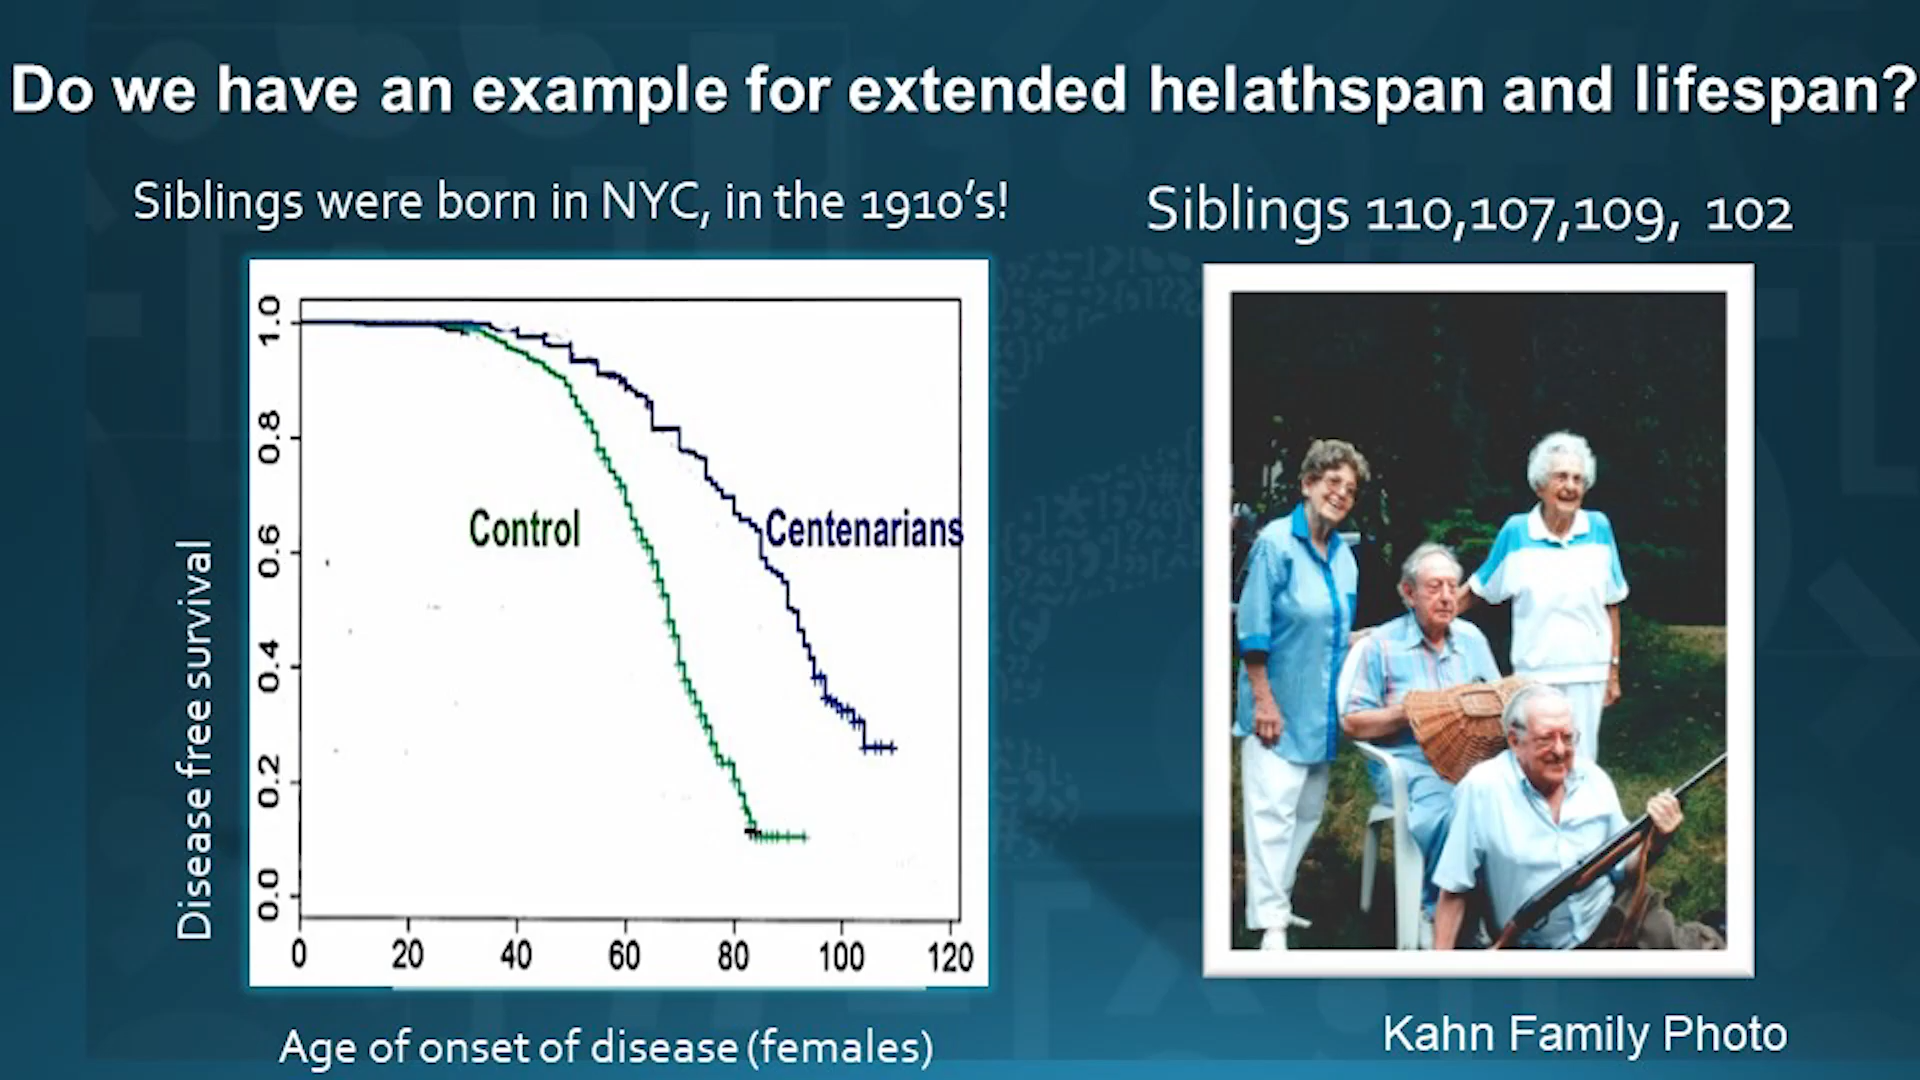 Do we have an example for extended helathspan and lifespan?
Siblings were born in NYC, in the 1910's!
Siblings 110,107,109, 102
Disease free survival
1.0
0.8
0.6
0.4
0.2
0.0
Control
Centenarians
0 20 40 60 80 100 120
Age of onset of disease (females)
Kahn Family Photo